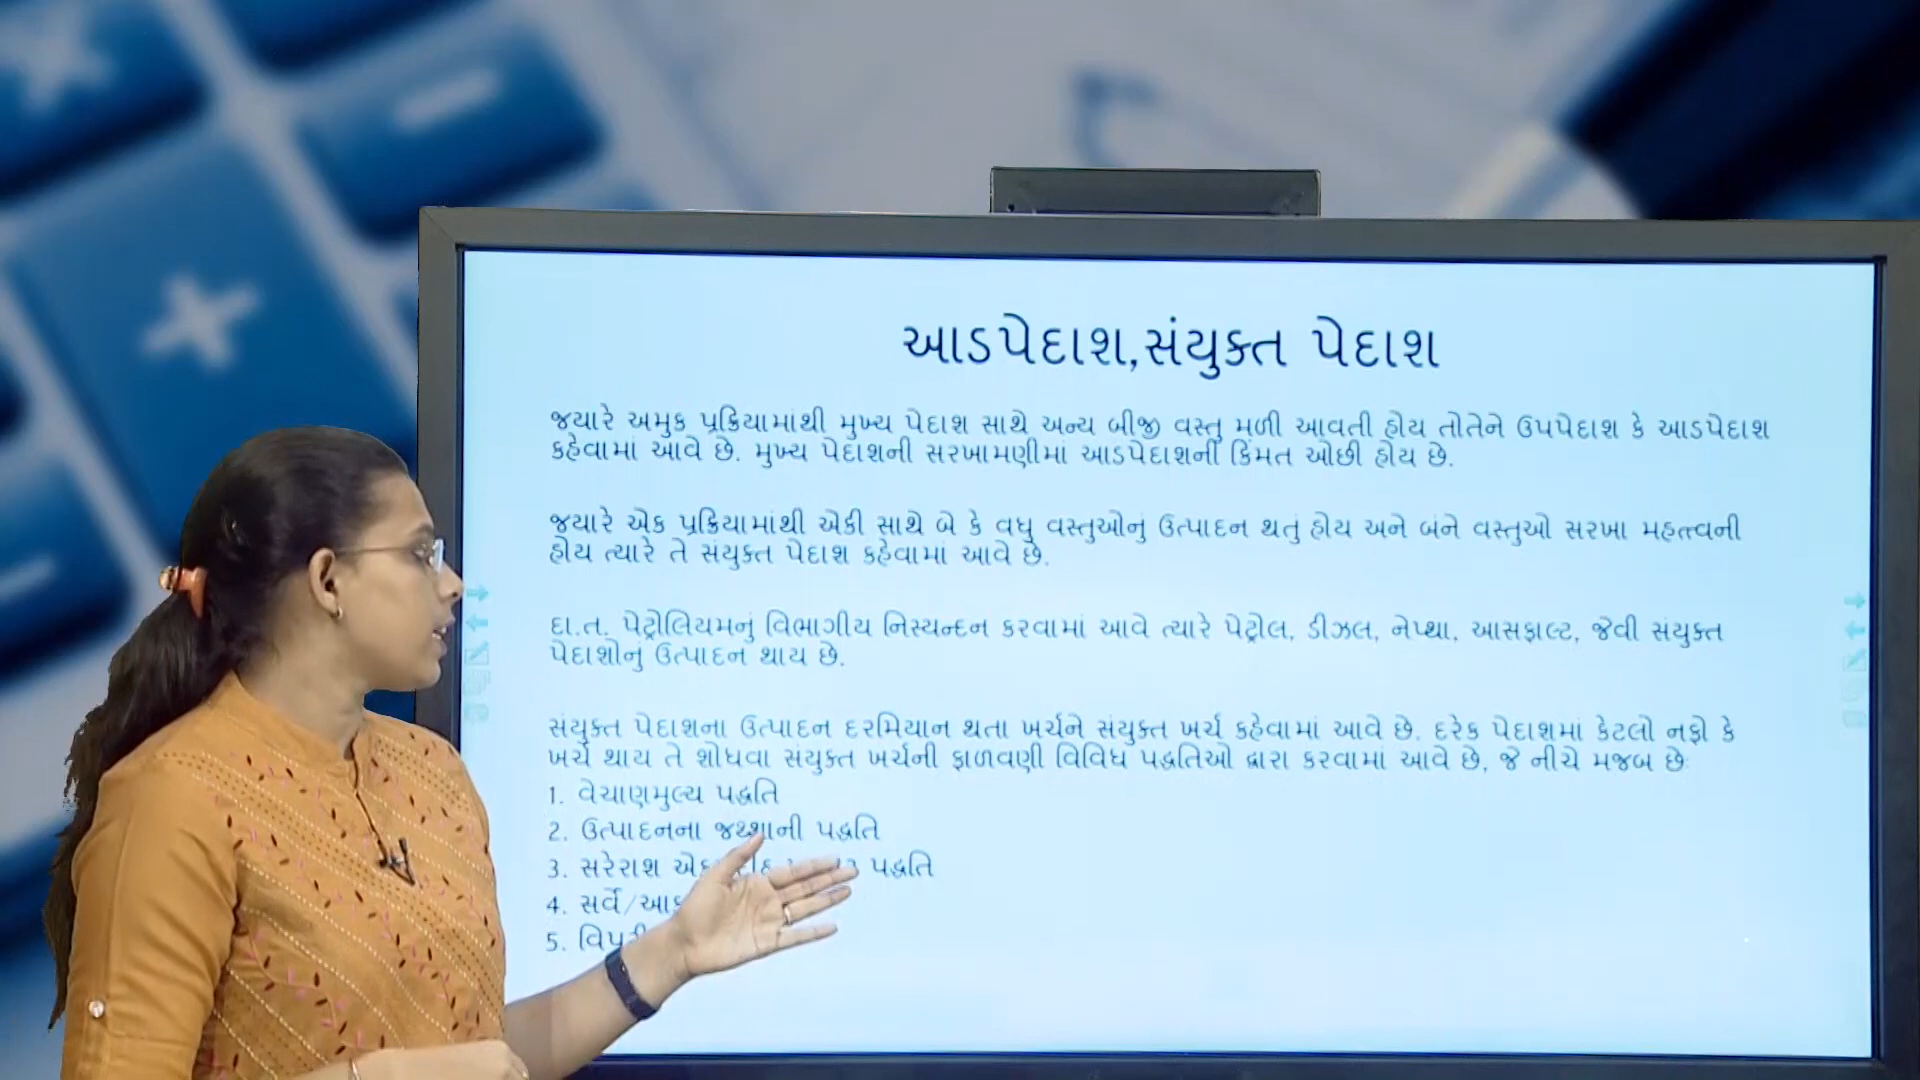 આડપેદાશ,સંયુક્ત પેદાશ
જયારે અમુક પ્રક્રિયામાંથી મુખ્ય પેદાશ સાથે અન્ય બીજી વસ્તુ મળી આવતી હોય તોતેને ઉપપેદાશ કે આડપેદાશ
કહેવામાં આવે છે. મુખ્ય પેદાશની સરખામણીમાં આડપેદાશની કિંમત ઓછી હોય છે.
જયારે એક પ્રક્રિયામાંથી એકી સાથે બે કે વધુ વસ્તુઓનું ઉત્પાદન થતું હોય અને બંને વસ્તુઓ સરખા મહત્ત્વની
હોય ત્યારે તે સંયુક્ત પેદાશ કહેવામાં આવે છે.
દા.ત. પેટ્રોલિયમનું વિભાગીય નિસ્યન્દન કરવામાં આવે ત્યારે પેટ્રોલ, ડીઝલ, નેપ્થા, આસફાલ્ટ, જેવી સંયુક્ત
પેદાશોનું ઉત્પાદન થાય છે.
સંયુક્ત પેદાશના ઉત્પાદન દરમિયાન થતા ખર્ચને સંયુક્ત ખર્ચ કહેવામાં આવે છે. દરેક પેદાશમાં કેટલો નફો કે
ખર્ચ થાય તે શોધવા સંયુક્ત ખર્ચની ફાળવણી વિવિધ પદ્ધતિઓ દ્વારા કરવામાં આવે છે, જે નીચે મજબ છેઃ
1. વેચાણમુલ્ય પદ્ધતિ
2. ઉત્પાદનના જથ્થાની પદ્ધતિ
3. સરેરાશ પદ્ધતિ
4. સર્વે/
5.